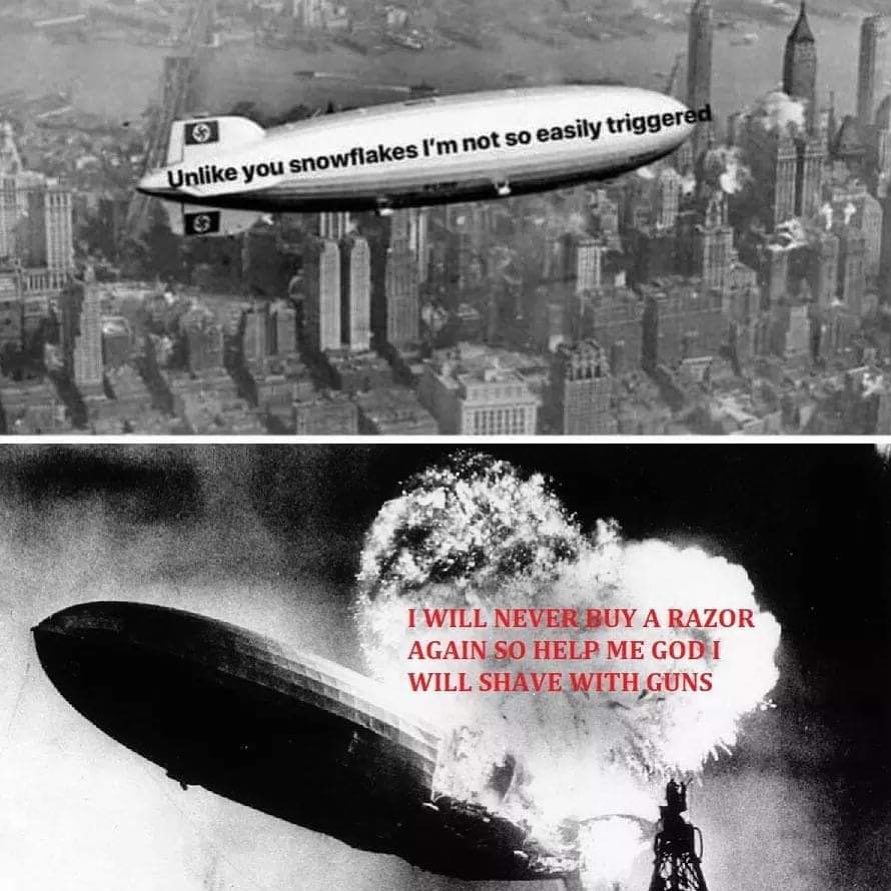 Unlike you snowflakes I'm not so easily triggered
I WILL NEVER BUY A RAZOR
AGAIN SO HELP ME GOD I
WILL SHAVE WITH GUNS